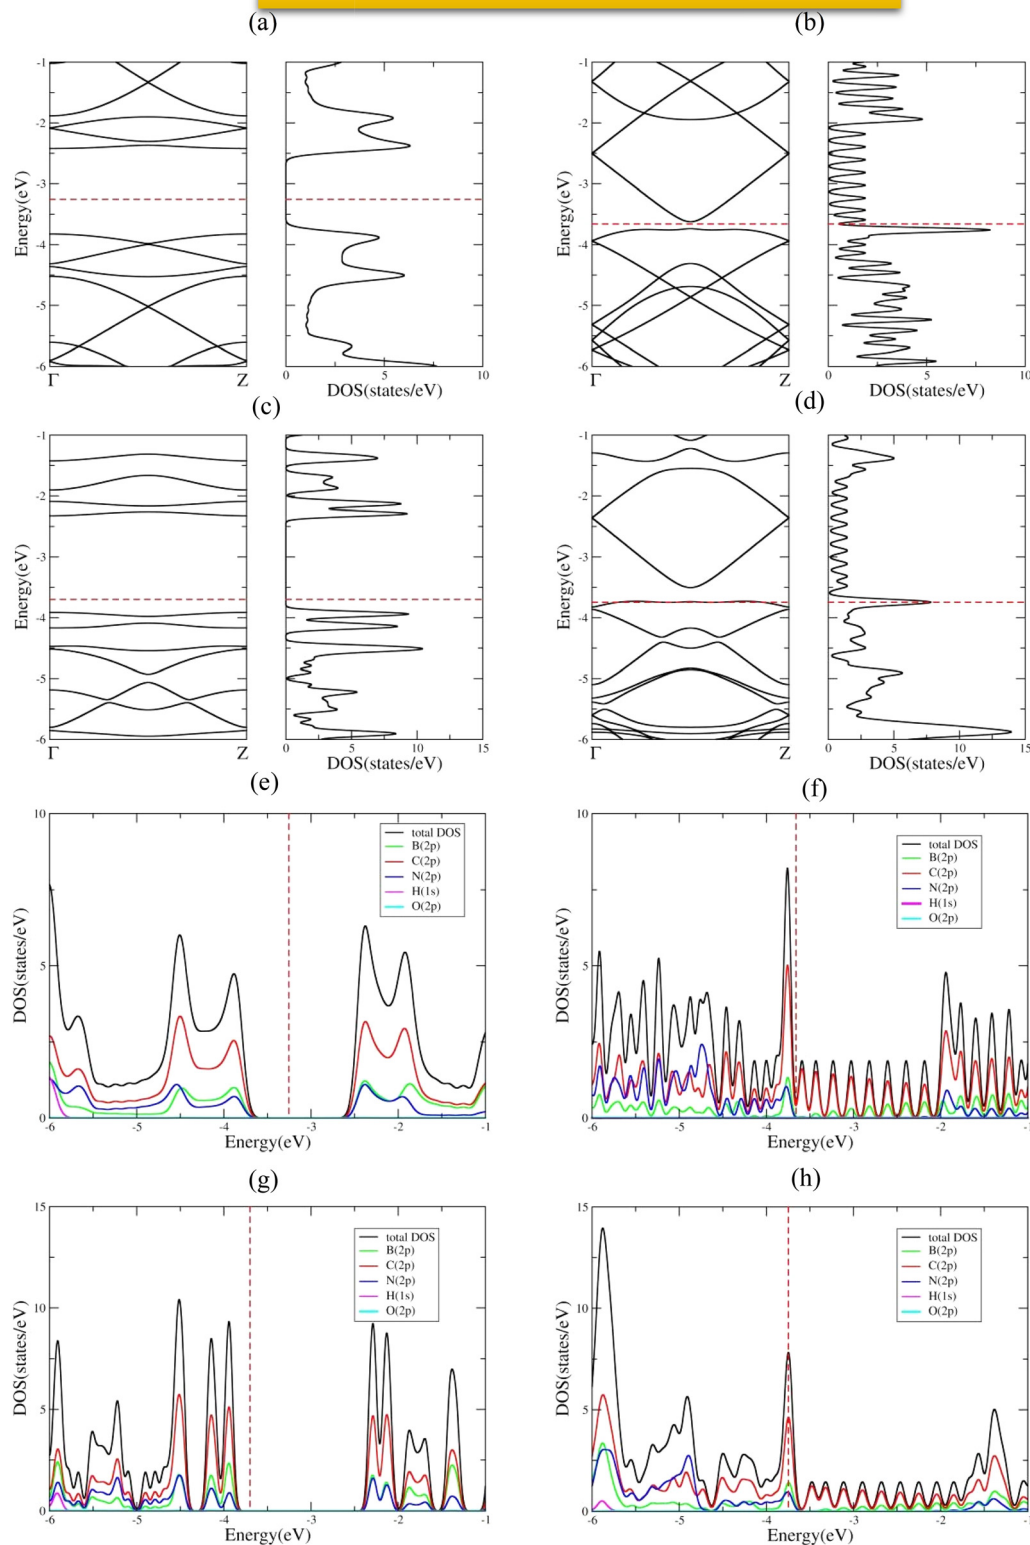 (a) (b)
-1 -1
-2 -2
-3 -3
-4 -4
-5 -5
-6 -6
Energy(eV) Energy(eV)
Γ Z 0 5 10 Γ Z 0 5 10
DOS(states/eV) DOS(states/eV)
(c) (d)
-1 -1
-2 -2
-3 -3
-4 -4
-5 -5
-6 -6
Energy(eV) Energy(eV)
Γ Z 0 5 10 15 Γ Z 0 5 10 15
DOS(states/eV) DOS(states/eV)
(e) (f)
10 10
5 5
0 0
DOS(states/eV) DOS(states/eV)
total DOS total DOS
B(2p) B(2p)
C(2p) C(2p)
N(2p) N(2p)
H(1s) H(1s)
O(2p) O(2p)
-6 -5 -4 -3 -2 -1 -6 -5 -4 -3 -2 -1
Energy(eV) Energy(eV)
(g) (h)
15 15
10 10
5 5
0 0
DOS(states/eV) DOS(states/eV)
total DOS total DOS
B(2p) B(2p)
C(2p) C(2p)
N(2p) N(2p)
H(1s) H(1s)
O(2p) O(2p)
-6 -5 -4 -3 -2 -1 -6 -5 -4 -3 -2 -1
Energy(eV) Energy(eV)